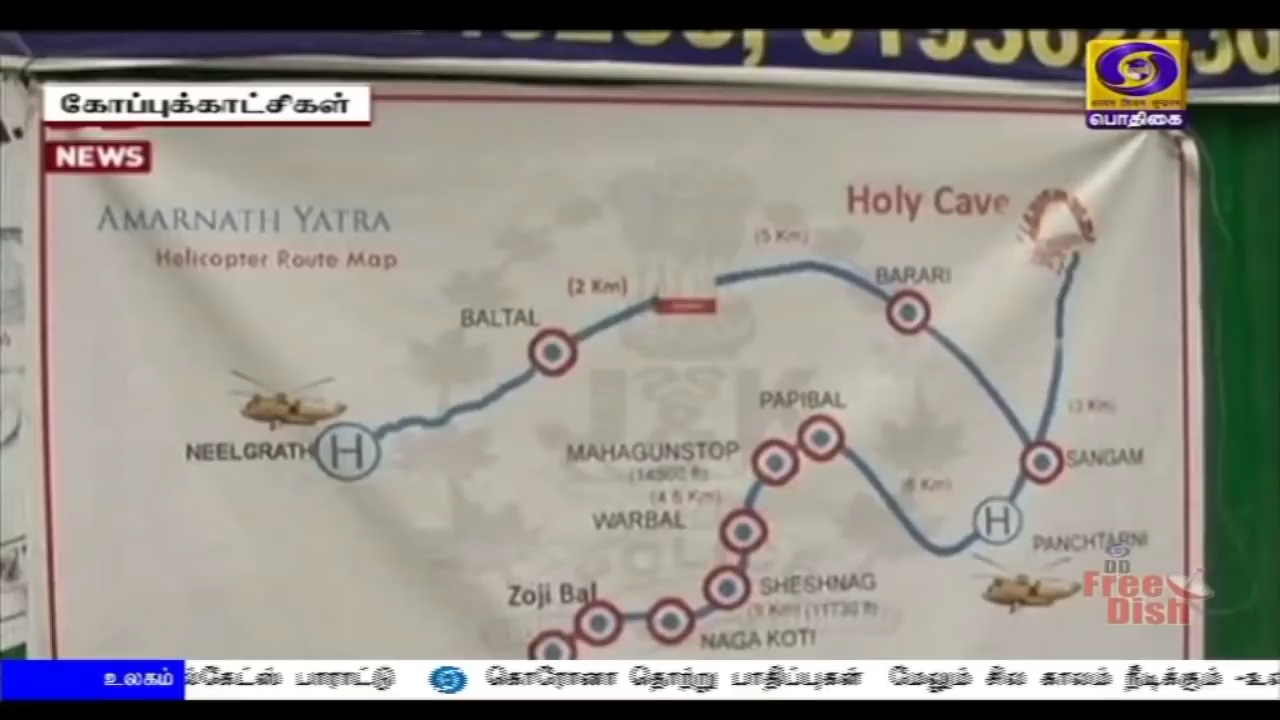 கோப்புக்காட்சிகள்
பொதிகை
NEWS
AMARNATH YATRA
Helicopter Route Map
Holy Cave
(5 Km)
BARARI
(2 Km)
BALTAL
NEELGRATH
H
PAPIBAL
(3 Km)
MAHAGUNSTOP
(14500 ft)
(4.6 Km)
SANGAM
WARBAL
H
PANCHTARNI
SHESHNAG
(11730 ft)
Zoji Bal
NAGA KOTI
DD
Free
Dish
உலகம்
பாராட்டு கொரோனா தொற்று பாதிப்புகள் மேலும் சில காலம் நீடிக்கும்